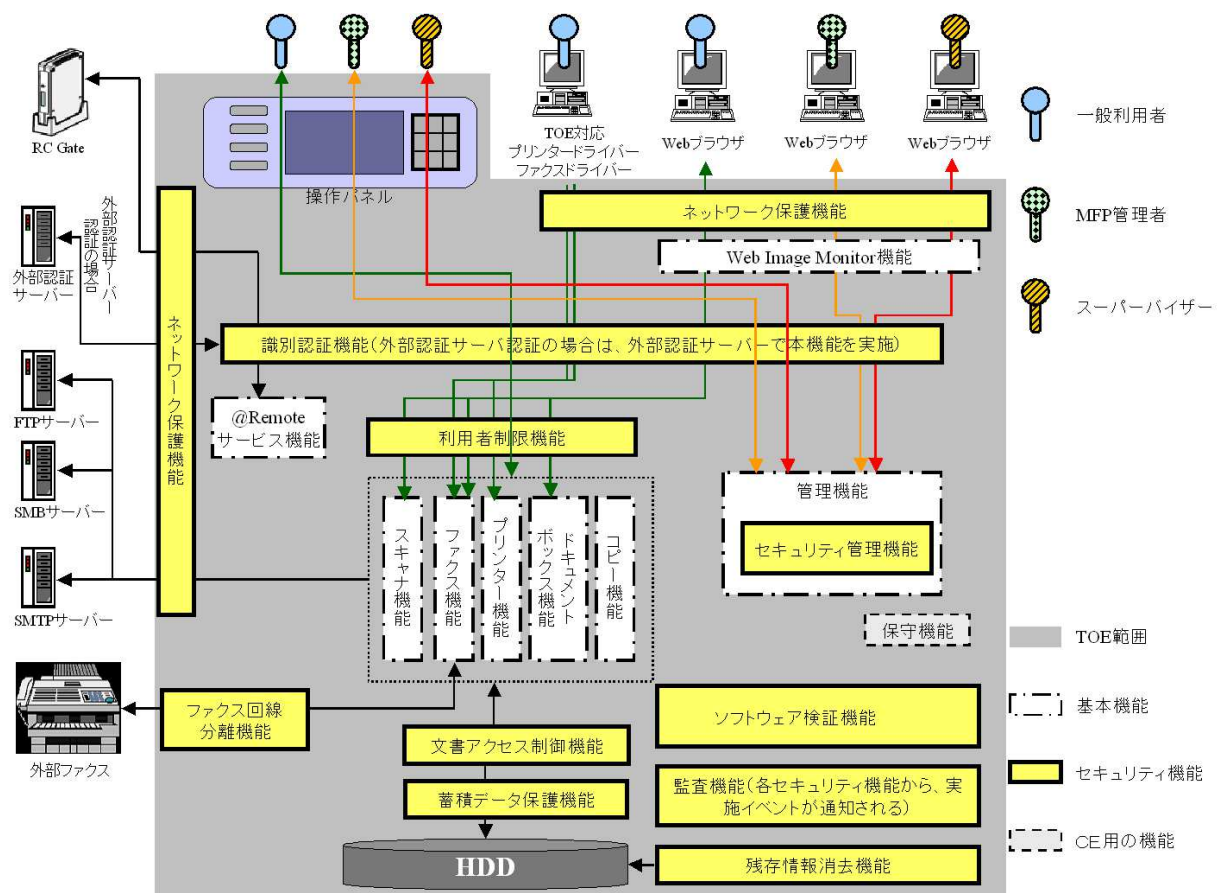 RC Gate
操作パネル
TOE対応
プリンタードライバー
ファクスドライバー
Webブラウザ
Webブラウザ
Webブラウザ
一般利用者
MFP管理者
スーパーバイザー
外部認証
サーバー
外部認証サーバー
認証の場合
ネットワーク保護機能
ネットワーク保護機能
Web Image Monitor機能
識別認証機能(外部認証サーバ認証の場合は、外部認証サーバーで本機能を実施)
@Remote
サービス機能
利用者制限機能
FTPサーバー
SMBサーバー
SMTPサーバー
スキャナ機能
ファクス機能
プリンター機能
ドキュメント
ボックス機能
コピー機能
管理機能
セキュリティ管理機能
保守機能
外部ファクス
ファクス回線
分離機能
文書アクセス制御機能
蓄積データ保護機能
HDD
ソフトウェア検証機能
監査機能(各セキュリティ機能から、実
施イベントが通知される)
残存情報消去機能
TOE範囲
基本機能
セキュリティ機能
CE用の機能